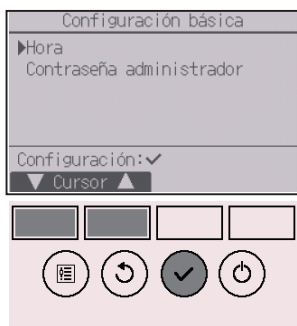 Configuración básica
▶Hora
Contraseña administrador
Configuración:✓
▼ Cursor ▲